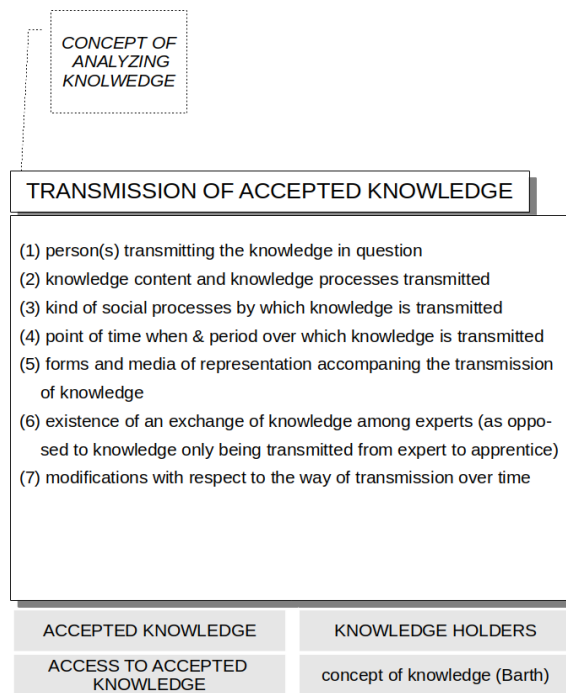 CONCEPT OF
ANALYZING
KNOLWEDGE
TRANSMISSION OF ACCEPTED KNOWLEDGE
(1) person(s) transmitting the knowledge in question
(2) knowledge content and knowledge processes transmitted
(3) kind of social processes by which knowledge is transmitted
(4) point of time when & period over which knowledge is transmitted
(5) forms and media of representation accompaning the transmission
of knowledge
(6) existence of an exchange of knowledge among experts (as oppo-
sed to knowledge only being transmitted from expert to apprentice)
(7) modifications with respect to the way of transmission over time
ACCEPTED KNOWLEDGE
KNOWLEDGE HOLDERS
ACCESS TO ACCEPTED
KNOWLEDGE
concept of knowledge (Barth)